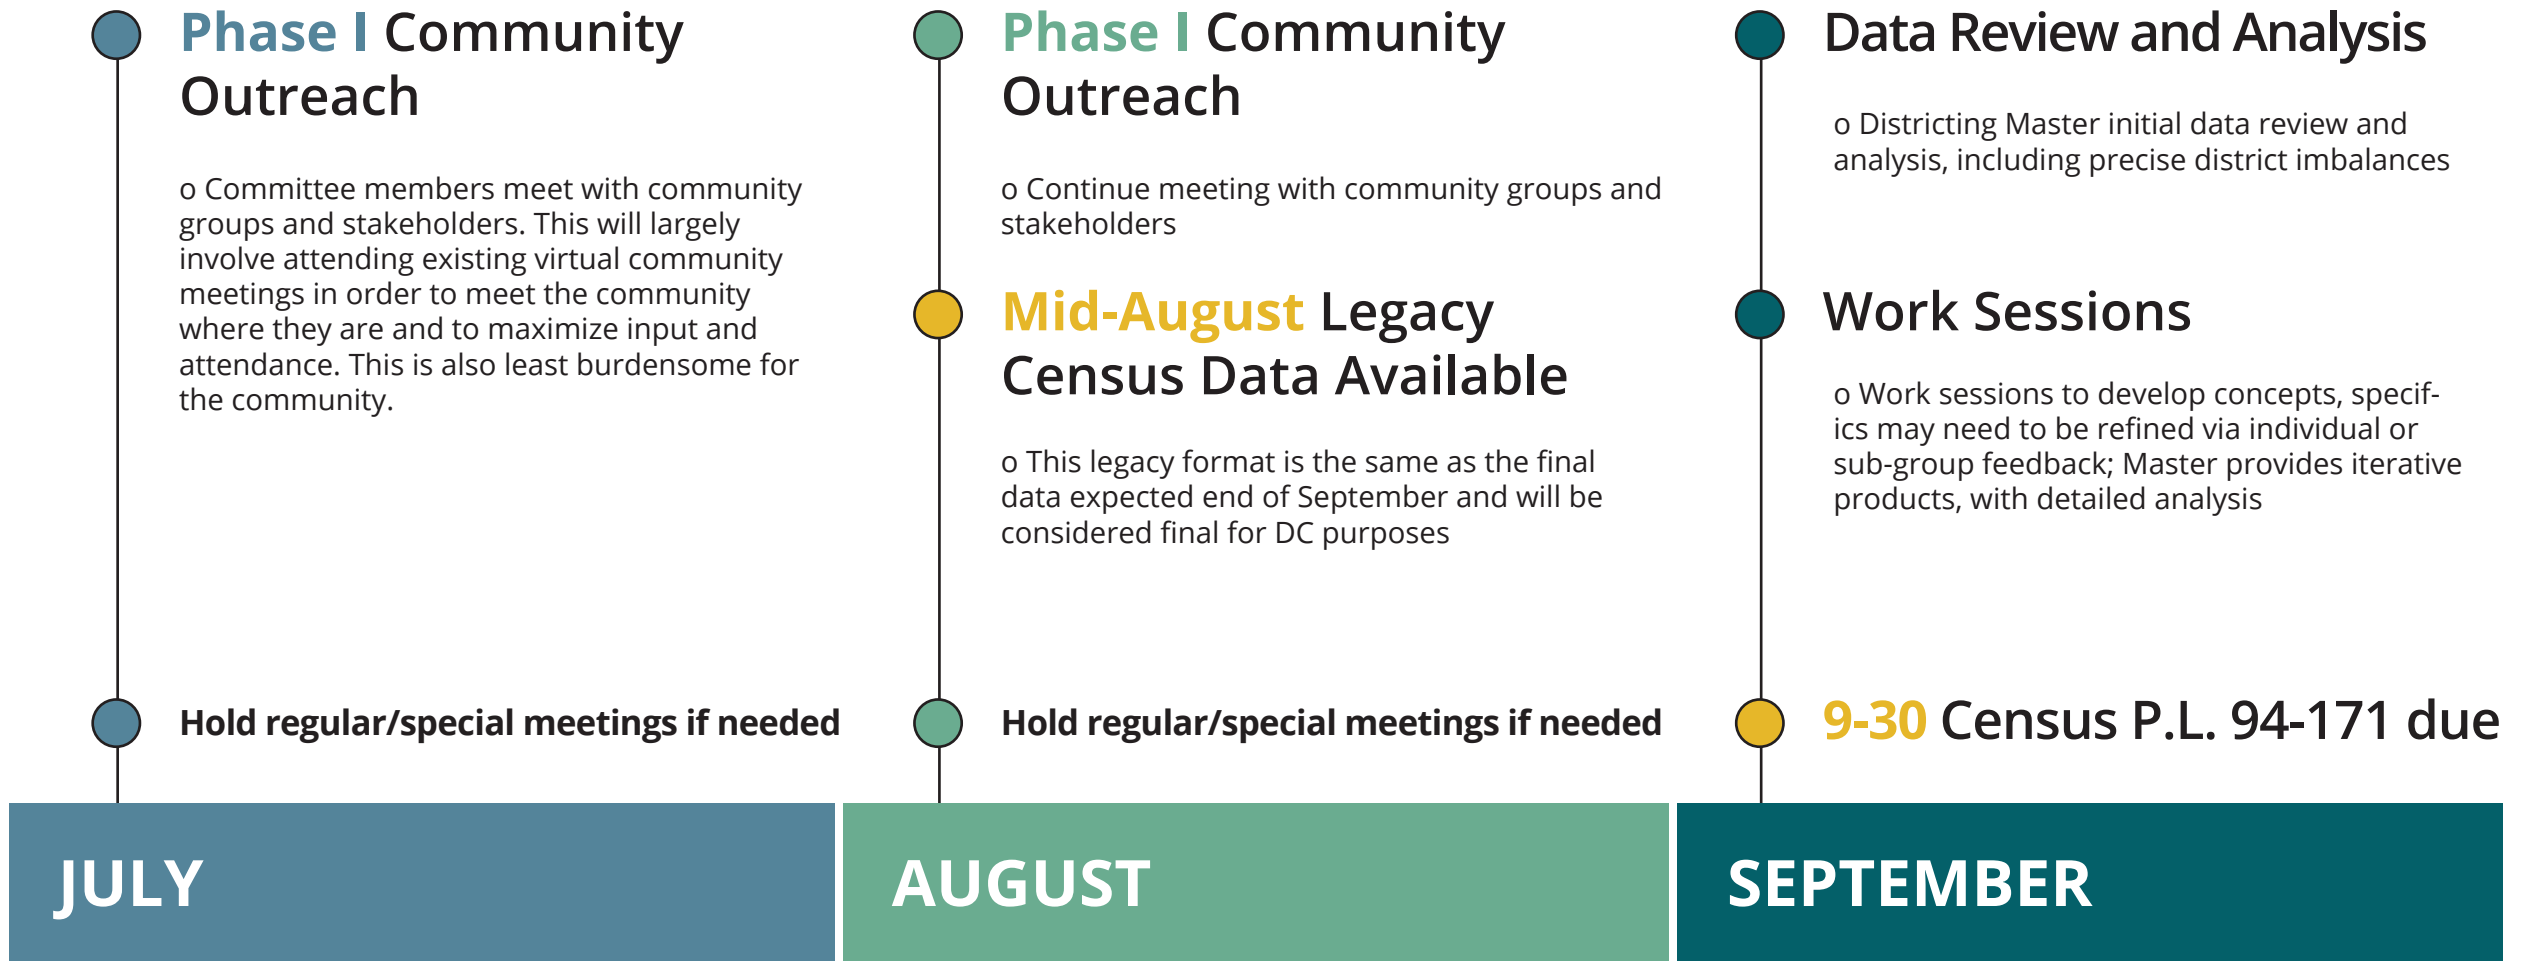 Phase I Community
Outreach
o Committee members meet with community
groups and stakeholders. This will largely
involve attending existing virtual community
meetings in order to meet the community
where they are and to maximize input and
attendance. This is also least burdensome for
the community.
Hold regular/special meetings if needed
JULY
Phase I Community
Outreach
o Continue meeting with community groups and
stakeholders
Mid-August Legacy
Census Data Available
o This legacy format is the same as the final
data expected end of September and will be
considered final for DC purposes
Hold regular/special meetings if needed
AUGUST
Data Review and Analysis
o Districting Master initial data review and
analysis, including precise district imbalances
Work Sessions
o Work sessions to develop concepts, specif-
ics may need to be refined via individual or
sub-group feedback; Master provides iterative
products, with detailed analysis
9-30 Census P.L. 94-171 due
SEPTEMBER